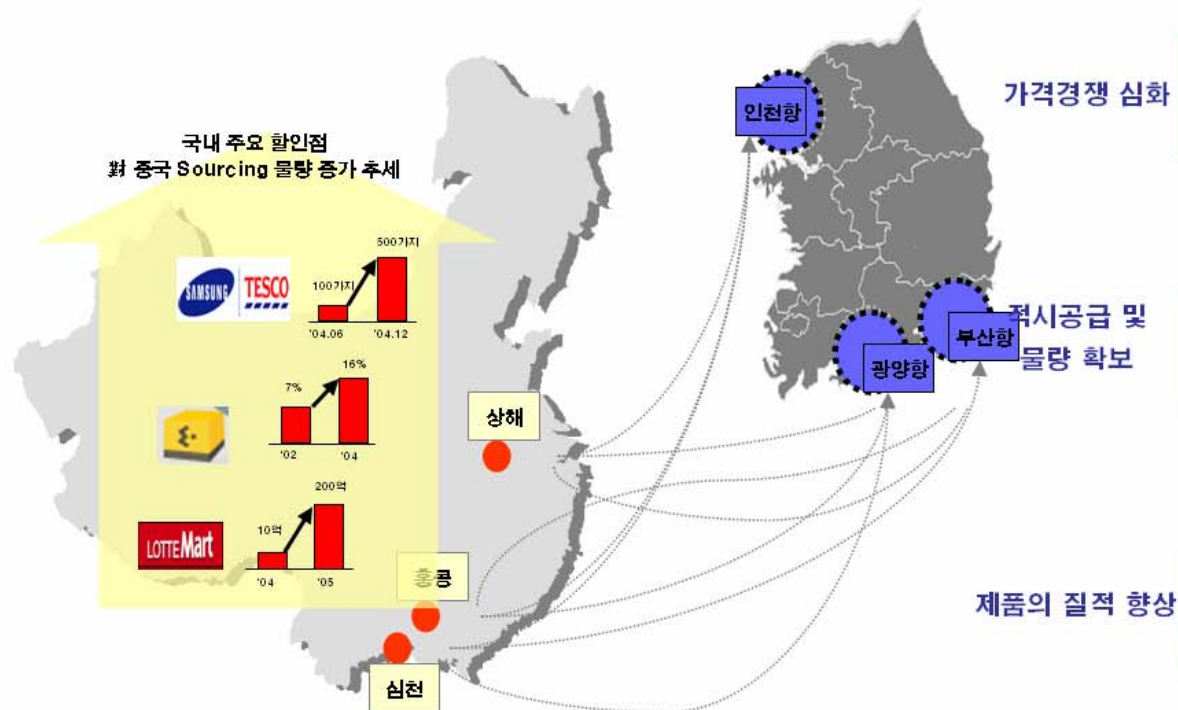 국내 주요 할인점
對 중국 Sourcing 물량 증가 추세
SAMSUNG TESCO
100가지
500가지
'04.06
'04.12
7%
16%
'02
'04
LOTTE Mart
10억
200억
'04
'05
상해
홍콩
심천
인천항
광양항
부산항
가격경쟁 심화
적시공급 및
물량 확보
제품의 질적 향상